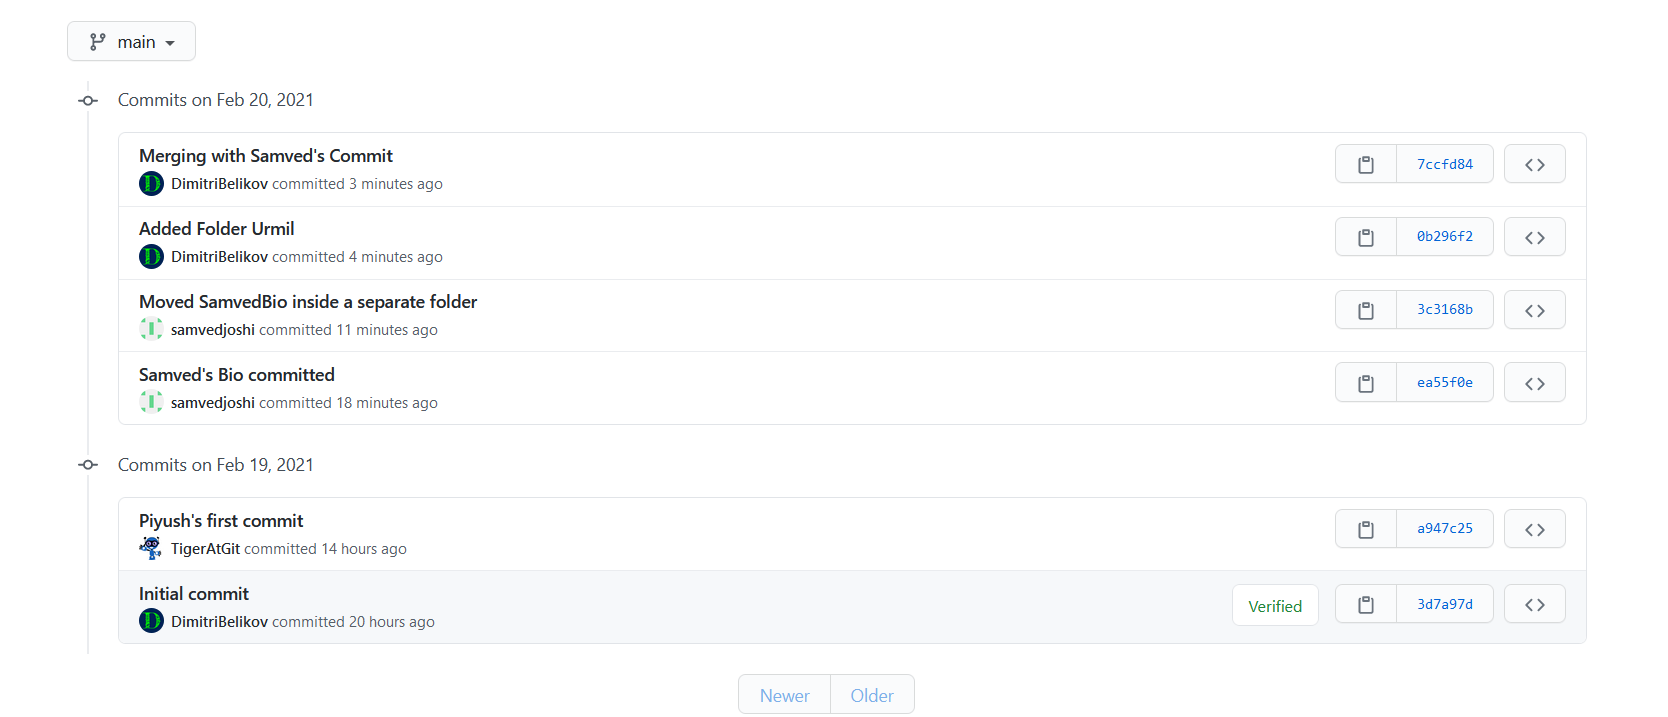 main
Commits on Feb 20, 2021
Merging with Samved's Commit
7ccfd84
DimitriBelikov committed 3 minutes ago
Added Folder Urmil
0b296f2
DimitriBelikov committed 4 minutes ago
Moved SamvedBio inside a separate folder
3c3168b
samvedjoshi committed 11 minutes ago
Samved's Bio committed
ea55f0e
samvedjoshi committed 18 minutes ago
Commits on Feb 19, 2021
Piyush's first commit
a947c25
TigerAtGit committed 14 hours ago
Initial commit
Verified 3d7a97d
DimitriBelikov committed 20 hours ago
Newer Older